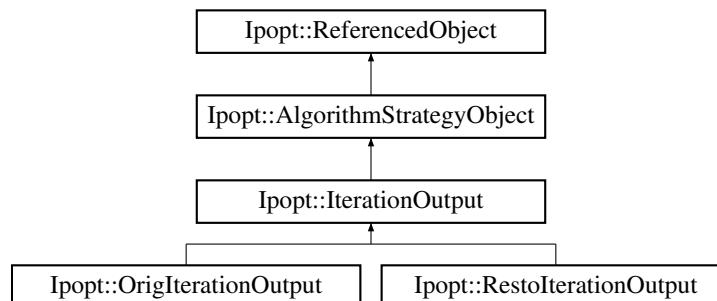 Ipopt::ReferencedObject
Ipopt::AlgorithmStrategyObject
Ipopt::IterationOutput
Ipopt::OrigIterationOutput
Ipopt::RestoIterationOutput